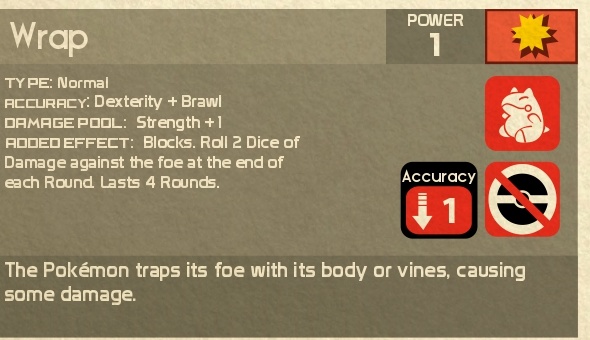 Wrap
POWER
1
TYPE: Normal
ACCURACY: Dexterity + Brawl
DAMAGE POOL: Strength +1
ADDED EFFECT: Blocks. Roll 2 Dice of
Damage against the foe at the end of
each Round. Lasts 4 Rounds.
Accuracy
1
The Pokémon traps its foe with its body or vines, causing
some damage.